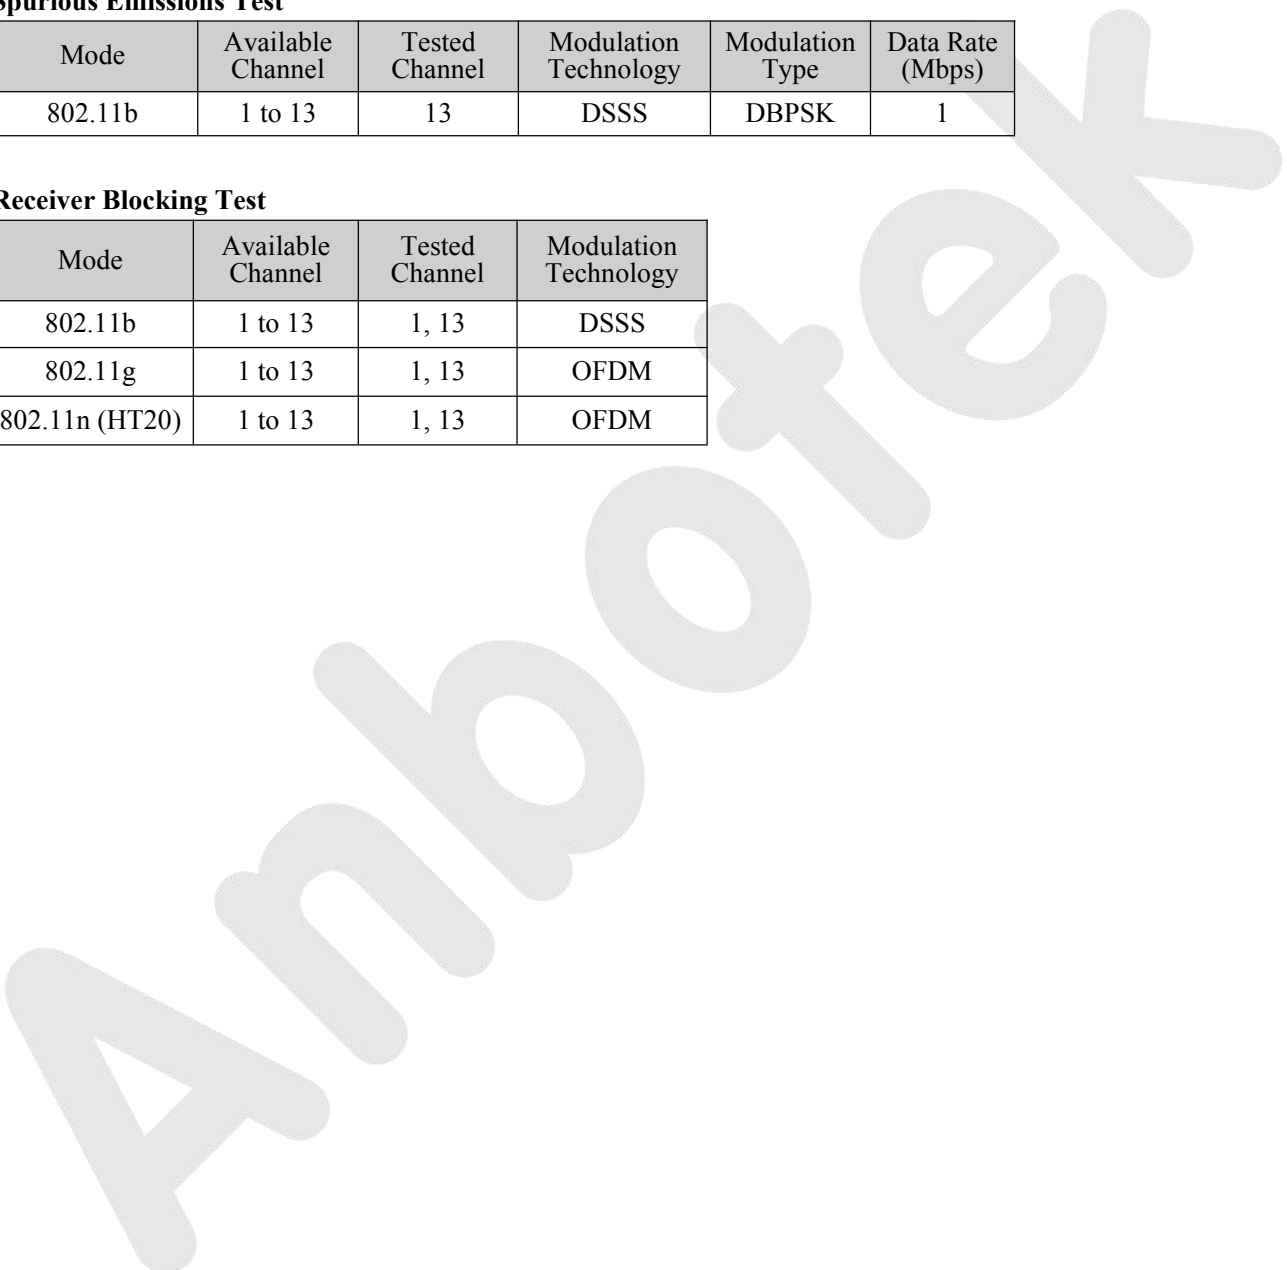 Spurious Emissions Test
Mode Available Channel Tested Channel Modulation Technology Modulation Type Data Rate (Mbps)
802.11b 1 to 13 13 DSSS DBPSK 1
Receiver Blocking Test
Mode Available Channel Tested Channel Modulation Technology
802.11b 1 to 13 1, 13 DSSS
802.11g 1 to 13 1, 13 OFDM
802.11n (HT20) 1 to 13 1, 13 OFDM
Anbotek